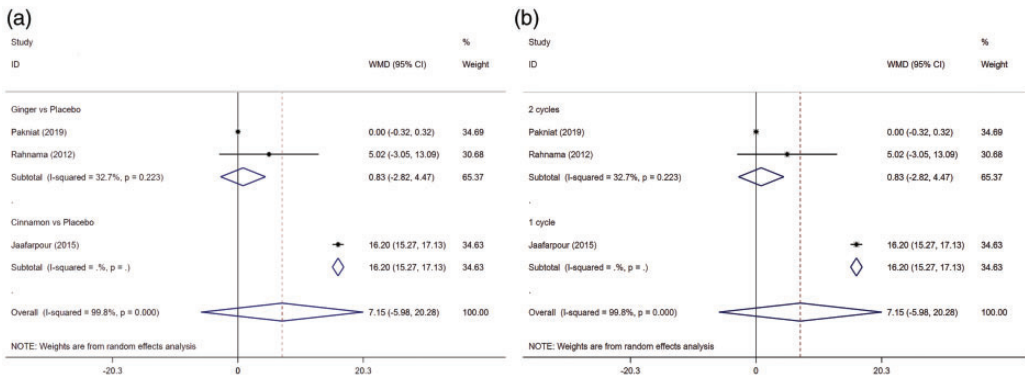 (a)
Study %
ID WMD (95% CI) Weight
Ginger vs Placebo
Pakniat (2019) 0.00 (-0.32, 0.32) 34.69
Rahnama (2012) 5.02 (-3.05, 13.09) 30.68
Subtotal (I-squared = 32.7%, p = 0.223) 0.83 (-2.82, 4.47) 65.37
.
Cinnamon vs Placebo
Jaafarpour (2015) 16.20 (15.27, 17.13) 34.63
Subtotal (I-squared = .%, p = .) 16.20 (15.27, 17.13) 34.63
.
Overall (I-squared = 99.8%, p = 0.000) 7.15 (-5.98, 20.28) 100.00
NOTE: Weights are from random effects analysis
-20.3 0 20.3
(b)
Study %
ID WMD (95% CI) Weight
2 cycles
Pakniat (2019) 0.00 (-0.32, 0.32) 34.69
Rahnama (2012) 5.02 (-3.05, 13.09) 30.68
Subtotal (I-squared = 32.7%, p = 0.223) 0.83 (-2.82, 4.47) 65.37
.
1 cycle
Jaafarpour (2015) 16.20 (15.27, 17.13) 34.63
Subtotal (I-squared = .%, p = .) 16.20 (15.27, 17.13) 34.63
.
Overall (I-squared = 99.8%, p = 0.000) 7.15 (-5.98, 20.28) 100.00
NOTE: Weights are from random effects analysis
-20.3 0 20.3